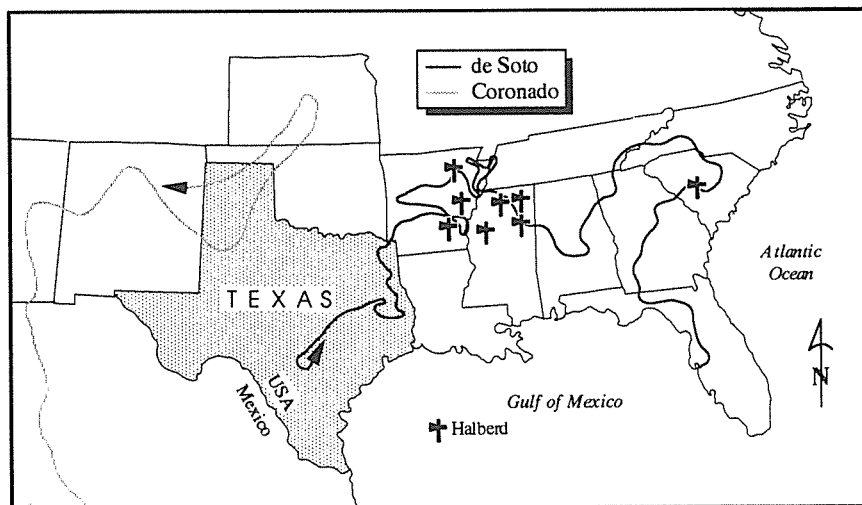 de Soto
Coronado
TEXAS
USA
Mexico
Atlantic
Ocean
Gulf of Mexico
N
Halberd